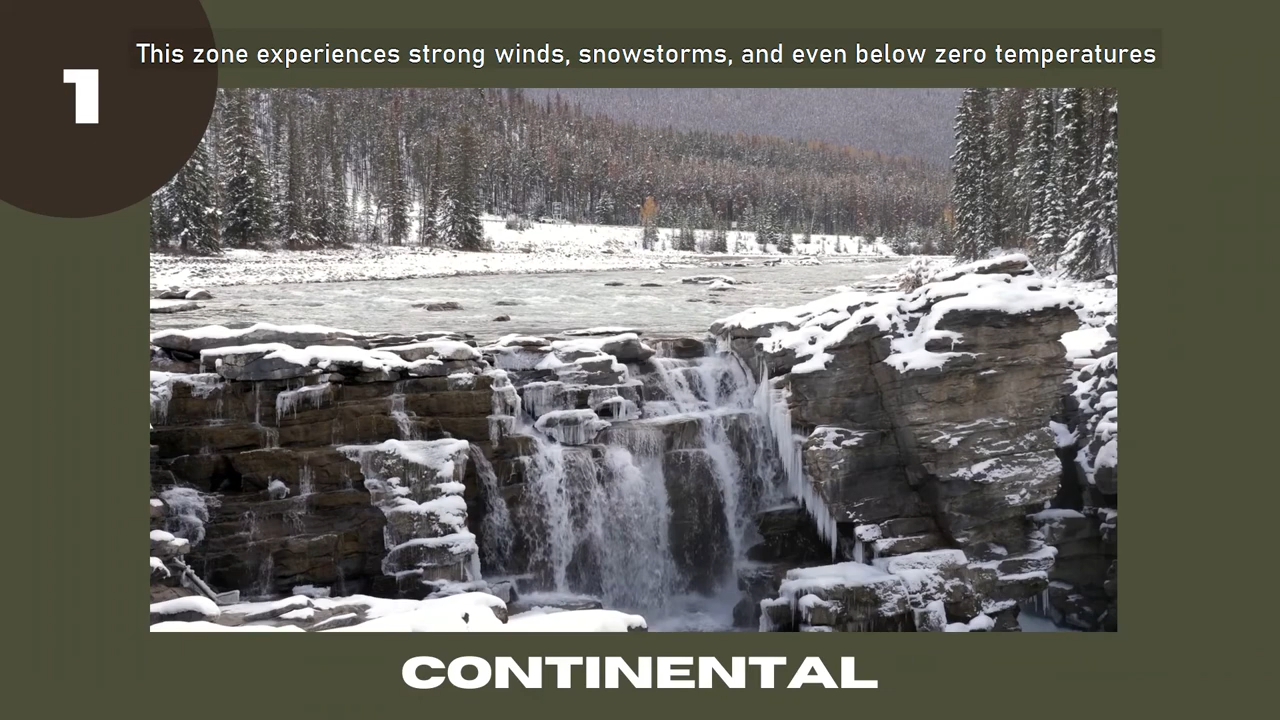 1
This zone experiences strong winds, snowstorms, and even below zero temperatures
CONTINENTAL